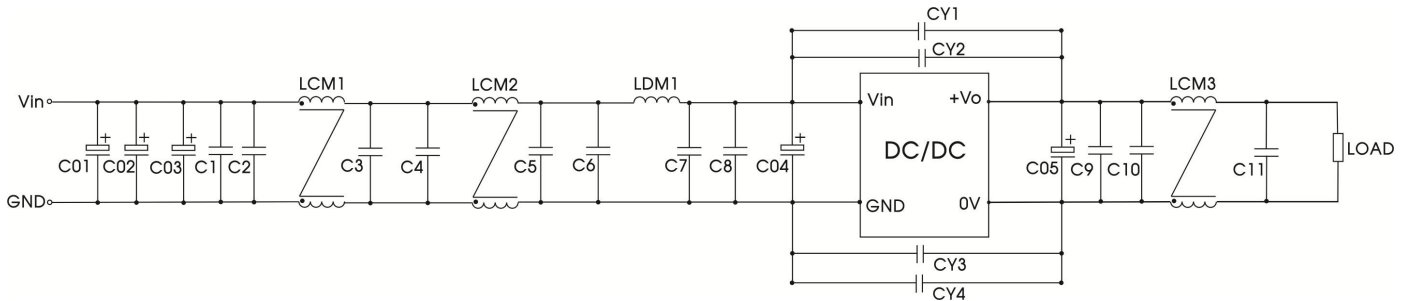 CY1
CY2
LCM1
LCM2
LDM1
LCM3
Vin
Vin
+Vo
+
+
+
+
+
DC/DC
C01
C02
C03
C1
C2
C3
C4
C5
C6
C7
C8
C04
C05
C9
C10
C11
LOAD
GND
GND
0V
CY3
CY4